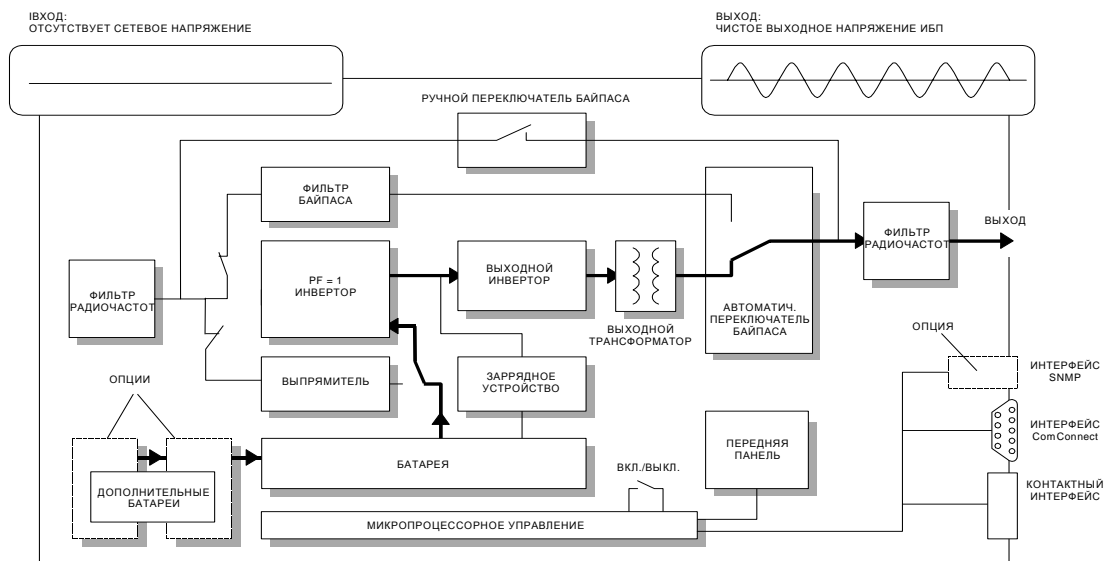 IВХОД:
ОТСУТСТВУЕТ СЕТЕВОЕ НАПРЯЖЕНИЕ
ВЫХОД:
ЧИСТОЕ ВЫХОДНОЕ НАПРЯЖЕНИЕ ИБП
РУЧНОЙ ПЕРЕКЛЮЧАТЕЛЬ БАЙПАСА
ФИЛЬТР
БАЙПАСА
ФИЛЬТР
РАДИОЧАСТОТ
ВЫХОД
PF = 1
ИНВЕРТОР
ВЫХОДНОЙ
ИНВЕРТОР
ФИЛЬТР
РАДИОЧАСТОТ
ВЫХОДНОЙ
ТРАНСФОРМАТОР
АВТОМАТИЧ.
ПЕРЕКЛЮЧАТЕЛЬ
БАЙПАСА
ОПЦИЯ
ОПЦИИ
ВЫПРЯМИТЕЛЬ
ЗАРРЯДНОЕ
УСТРОЙСТВО
ИНТЕРФЕЙС
SNMP
ИНТЕРФЕЙС
ComConnect
БАТАРЕЯ
ПЕРЕДНЯЯ
ПАНЕЛЬ
ВКЛ./ВЫКЛ.
ДОПОЛНИТЕЛЬНЫЕ
БАТАРЕИ
КОНТАКТНЫЙ
ИНТЕРФЕЙС
МИКРОПРОЦЕССОРНОЕ УПРАВЛЕНИЕ